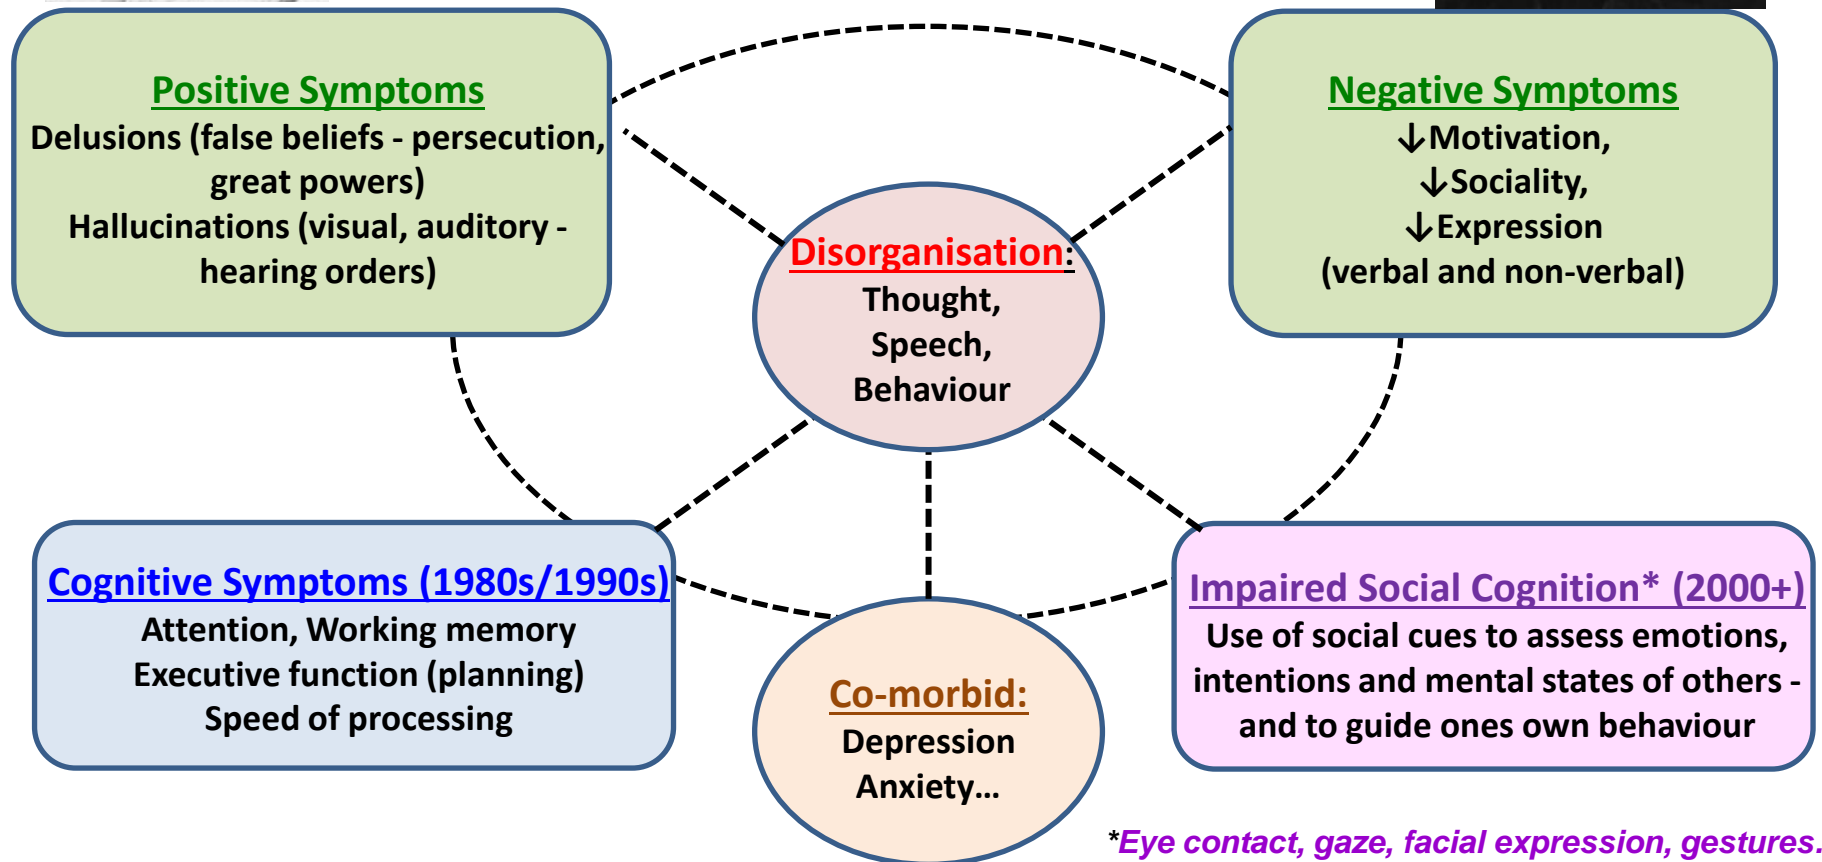 Positive Symptoms
Delusions (false beliefs - persecution,
great powers)
Hallucinations (visual, auditory -
hearing orders)
Negative Symptoms
↓Motivation,
↓Sociality,
↓Expression
(verbal and non-verbal)
Disorganisation:
Thought,
Speech,
Behaviour
Cognitive Symptoms (1980s/1990s)
Attention, Working memory
Executive function (planning)
Speed of processing
Co-morbid:
Depression
Anxiety…
Impaired Social Cognition* (2000+)
Use of social cues to assess emotions,
intentions and mental states of others -
and to guide ones own behaviour
*Eye contact, gaze, facial expression, gestures.